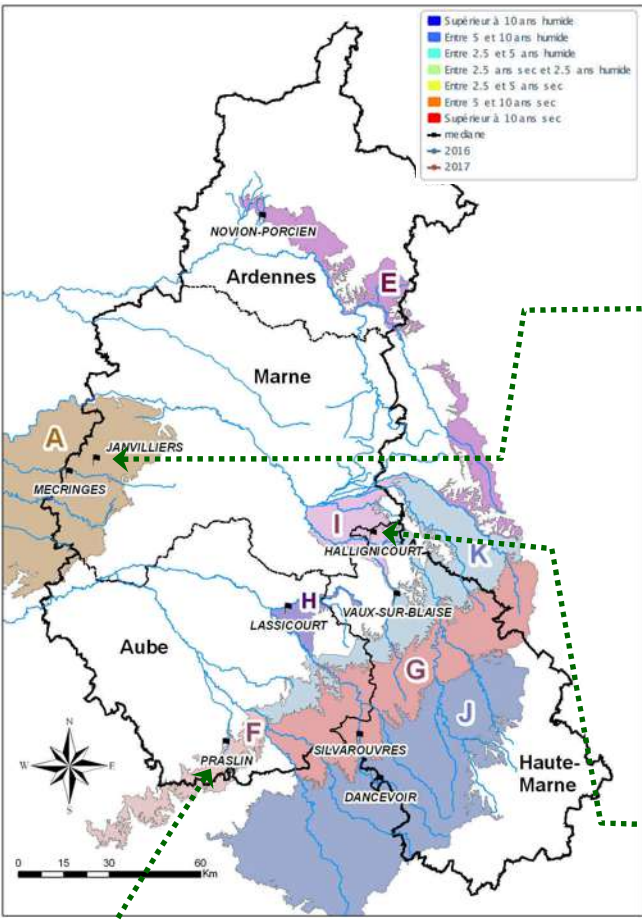 Supérieur à 10 ans humide
Entre 5 et 10 ans humide
Entre 2.5 et 5 ans humide
Entre 2.5 ans sec et 2.5 ans humide
Entre 2.5 et 5 ans sec
Entre 5 et 10 ans sec
Supérieur à 10 ans sec
mediane
2016
2017
NOVION-PORCIEN
Ardennes
E
Marne
A
JANVILLIERS
MECRINGES
I
HALLIGNICOURT
K
H
VAUX-SUR-BLAISE
LASSICOURT
Aube
G
J
F
PRASLIN
SILVAROUVRES
Haute-
Marne
DANCEVOIR
N
W
E
S
0 15 30 60
Km